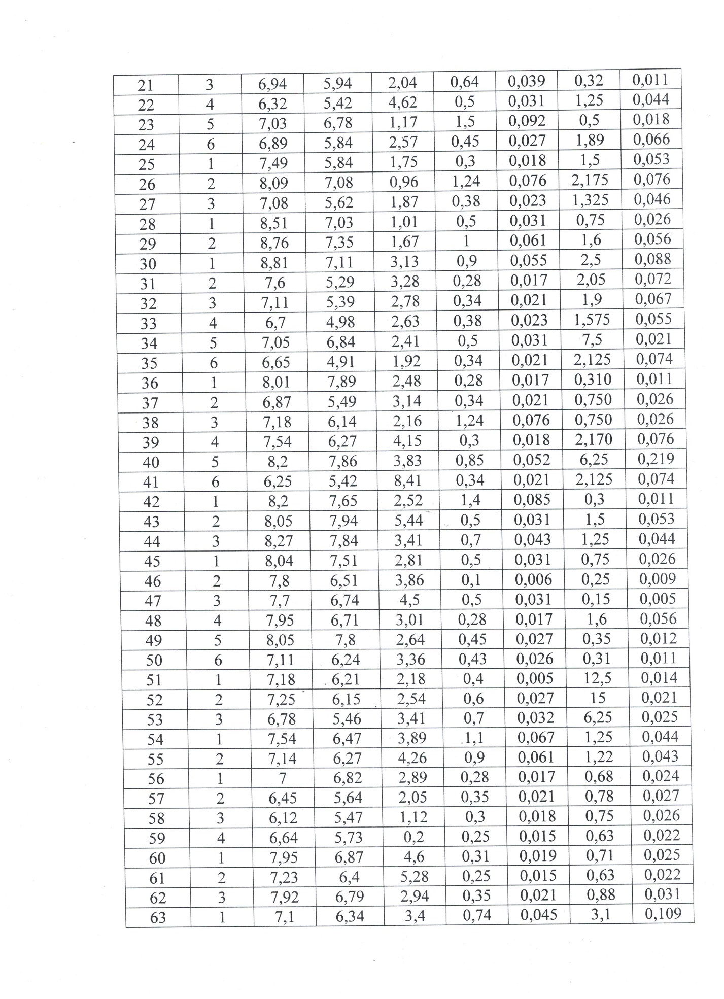 21 3 6,94 5,94 2,04 0,64 0,039 0,32 0,011
22 4 6,32 5,42 4,62 0,5 0,031 1,25 0,044
23 5 7,03 6,78 1,17 1,5 0,092 0,5 0,018
24 6 6,89 5,84 2,57 0,45 0,027 1,89 0,066
25 1 7,49 5,84 1,75 0,3 0,018 1,5 0,053
26 2 8,09 7,08 0,96 1,24 0,076 2,175 0,076
27 3 7,08 5,62 1,87 0,38 0,023 1,325 0,046
28 1 8,51 7,03 1,01 0,5 0,031 0,75 0,026
29 2 8,76 7,35 1,67 1 0,061 1,6 0,056
30 1 8,81 7,11 3,13 0,9 0,055 2,5 0,088
31 2 7,6 5,29 3,28 0,28 0,017 2,05 0,072
32 3 7,11 5,39 2,78 0,34 0,021 1,9 0,067
33 4 6,7 4,98 2,63 0,38 0,023 1,575 0,055
34 5 7,05 6,84 2,41 0,5 0,031 7,5 0,021
35 6 6,65 4,91 1,92 0,34 0,021 2,125 0,074
36 1 8,01 7,89 2,48 0,28 0,017 0,310 0,011
37 2 6,87 5,49 3,14 0,34 0,021 0,750 0,026
38 3 7,18 6,14 2,16 1,24 0,076 0,750 0,026
39 4 7,54 6,27 4,15 0,3 0,018 2,170 0,076
40 5 8,2 7,86 3,83 0,85 0,052 6,25 0,219
41 6 6,25 5,42 8,41 0,34 0,021 2,125 0,074
42 1 8,2 7,65 2,52 1,4 0,085 0,3 0,011
43 2 8,05 7,94 5,44 0,5 0,031 1,5 0,053
44 3 8,27 7,84 3,41 0,7 0,043 1,25 0,044
45 1 8,04 7,51 2,81 0,5 0,031 0,75 0,026
46 2 7,8 6,51 3,86 0,1 0,006 0,25 0,009
47 3 7,7 6,74 4,5 0,5 0,031 0,15 0,005
48 4 7,95 6,71 3,01 0,28 0,017 1,6 0,056
49 5 8,05 7,8 2,64 0,45 0,027 0,35 0,012
50 6 7,11 6,24 3,36 0,43 0,026 0,31 0,011
51 1 7,18 6,21 2,18 0,4 0,005 12,5 0,014
52 2 7,25 6,15 2,54 0,6 0,027 15 0,021
53 3 6,78 5,46 3,41 0,7 0,032 6,25 0,025
54 1 7,54 6,47 3,89 1,1 0,067 1,25 0,044
55 2 7,14 6,27 4,26 0,9 0,061 1,22 0,043
56 1 7 6,82 2,89 0,28 0,017 0,68 0,024
57 2 6,45 5,64 2,05 0,35 0,021 0,78 0,027
58 3 6,12 5,47 1,12 0,3 0,018 0,75 0,026
59 4 6,64 5,73 0,2 0,25 0,015 0,63 0,022
60 1 7,95 6,87 4,6 0,31 0,019 0,71 0,025
61 2 7,23 6,4 5,28 0,25 0,015 0,63 0,022
62 3 7,92 6,79 2,94 0,35 0,021 0,88 0,031
63 1 7,1 6,34 3,4 0,74 0,045 3,1 0,109